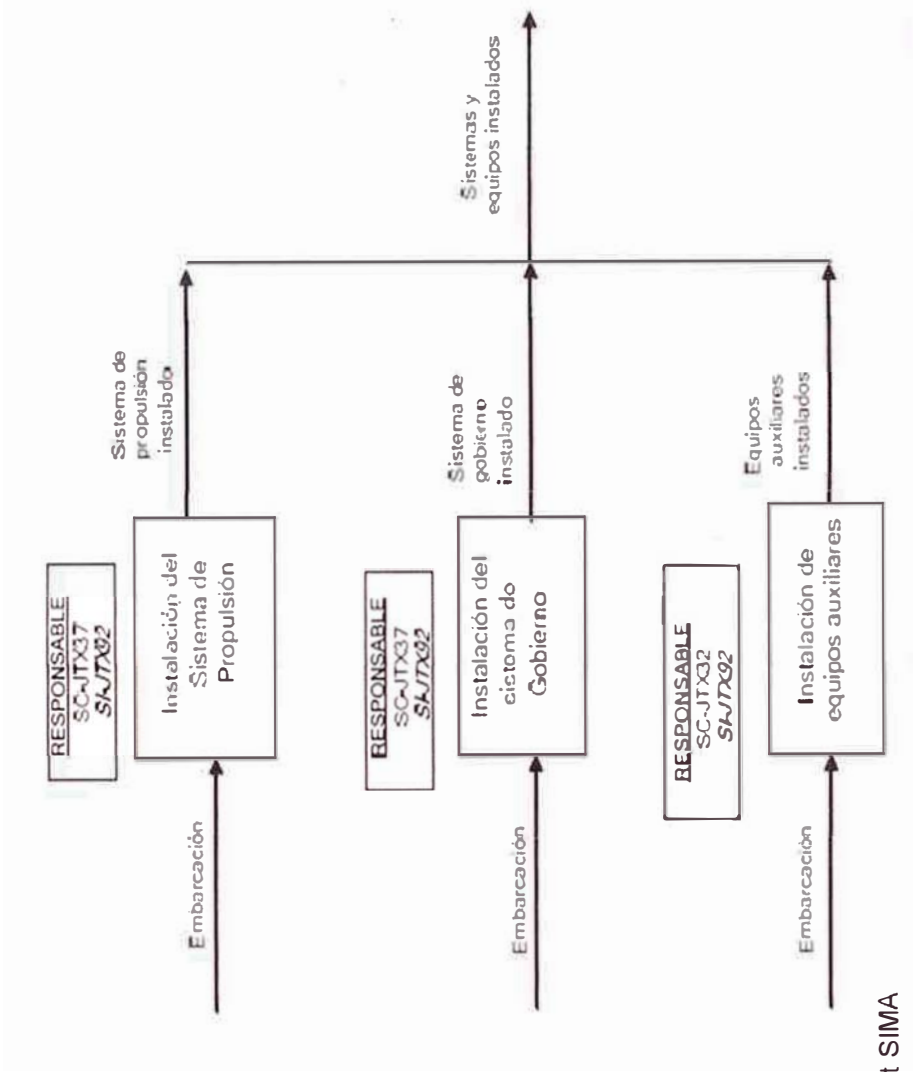 RESPONSABLE
SC-JTX37
SI-JTX92
Embarcación
Instalación del
Sistema de
Propulsión
Sistema de
propulsión
instalado
RESPONSABLE
SC-JTX37
SI-JTX92
Embarcación
Instalación del
sistema do
Gobierno
Sistema de
gobierno
instalado
Sistemas y
equipos instalados
RESPONSABLE
SC-JTX32
SI-JTX92
Embarcación
Instalación de
equipos auxiliares
Equipos
auxiliares
instalados
t SIMA